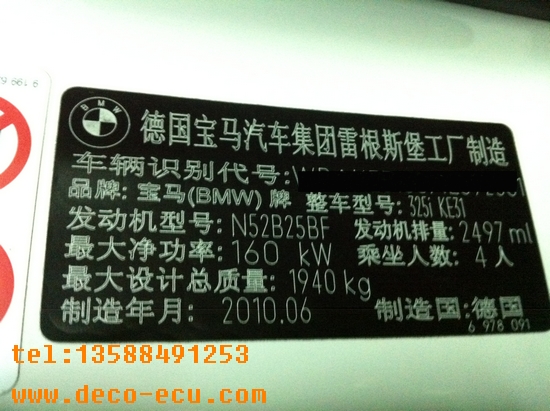 BMW
德国宝马汽车集团雷根斯堡工厂制造
车辆识别代号:
品牌: 宝马(BMW) 牌 整车型号: 325i KE31
发动机型号: N52B25BF 发动机排量: 2497 ml
最大净功率: 160 kW 乘坐人数: 4 人
最大设计总质量: 1940 kg
制造年月: 2010.06 制造国: 德国
6 978 091
tel:13588491253
www.deco-ecu.com